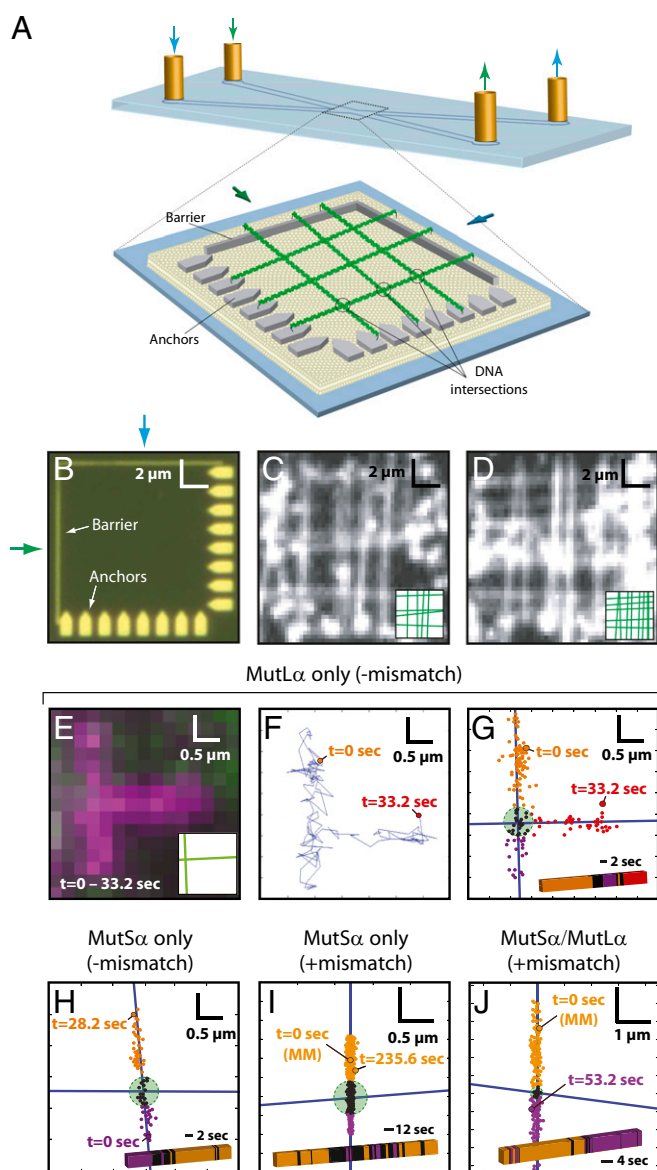 A
Barrier
Anchors
DNA
intersections
B
2 µm
Barrier
Anchors
C
2 µm
D
2 µm
MutLα only (-mismatch)
E
0.5 µm
t=0 – 33.2 sec
F
t=0 sec
0.5 µm
t=33.2 sec
G
t=0 sec
0.5 µm
t=33.2 sec
– 2 sec
MutSα only
(-mismatch)
MutSα only
(+mismatch)
MutSα/MutLα
(+mismatch)
H
t=28.2 sec
0.5 µm
t=0 sec
– 2 sec
I
t=0 sec
(MM)
0.5 µm
t=235.6 sec
–12 sec
J
t=0 sec
(MM)
1 µm
t=53.2 sec
– 4 sec